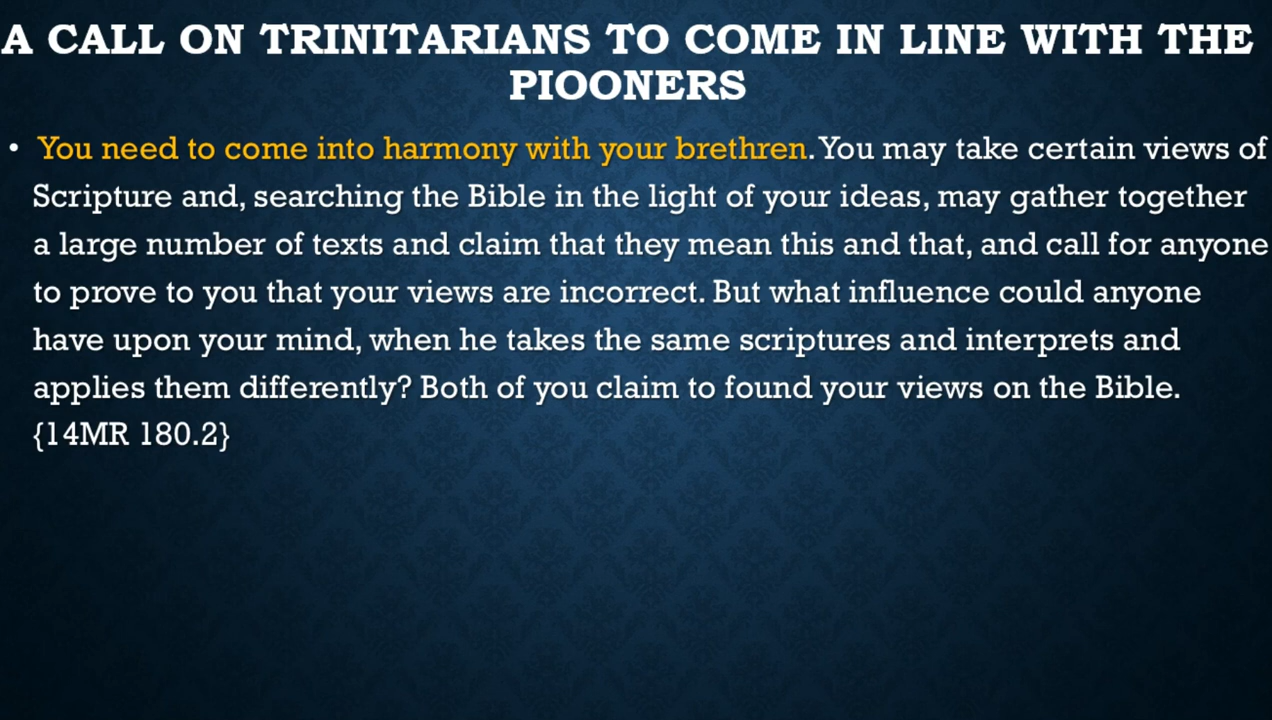 A CALL ON TRINITARIANS TO COME IN LINE WITH THE
PIOONERS
• You need to come into harmony with your brethren. You may take certain views of
Scripture and, searching the Bible in the light of your ideas, may gather together
a large number of texts and claim that they mean this and that, and call for anyone
to prove to you that your views are incorrect. But what influence could anyone
have upon your mind, when he takes the same scriptures and interprets and
applies them differently? Both of you claim to found your views on the Bible.
{14MR 180.2}